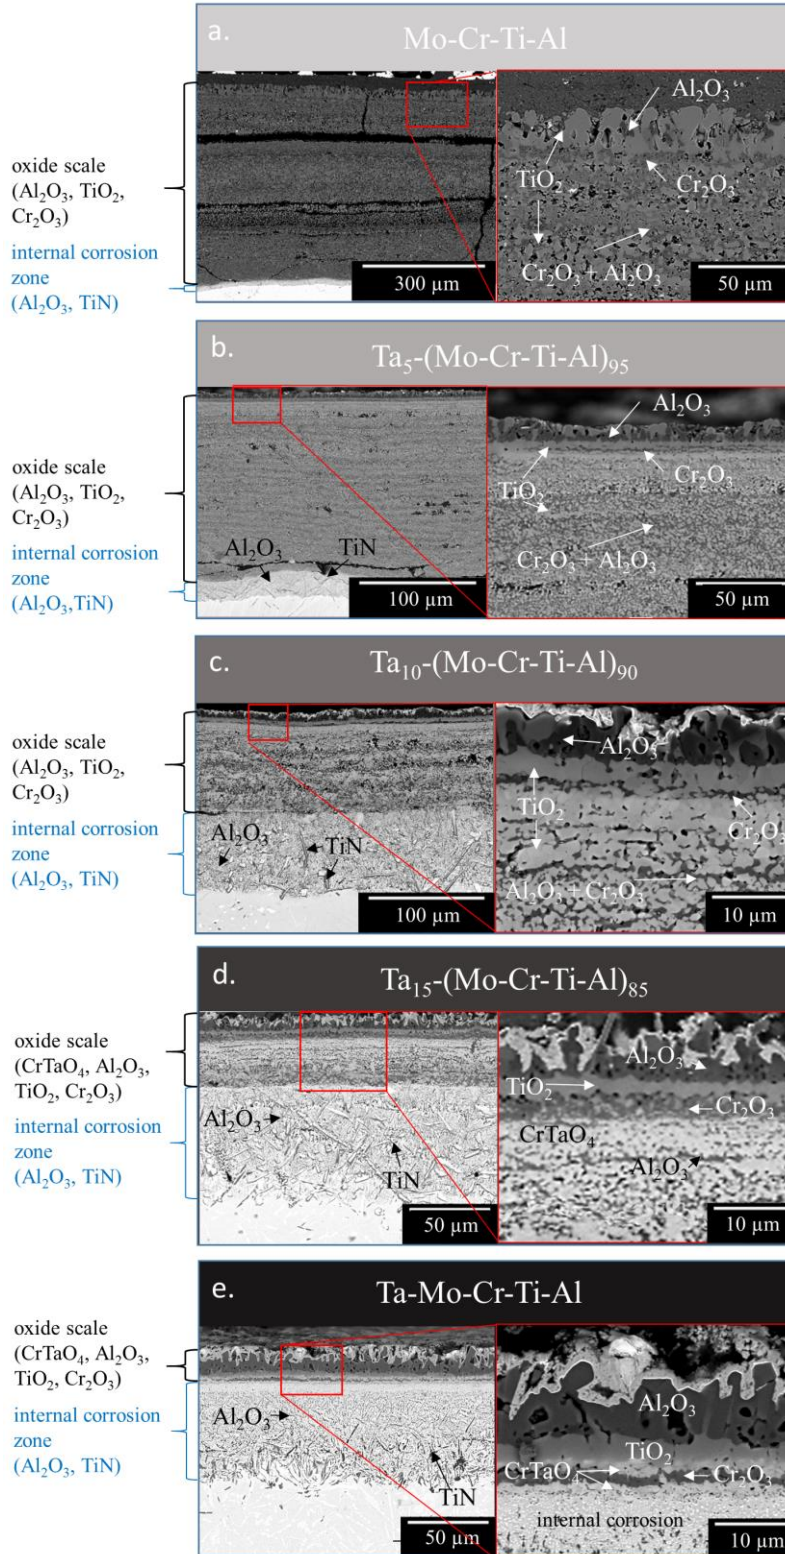 a.
Mo-Cr-Ti-Al
oxide scale
(Al₂O₃, TiO₂,
Cr₂O₃)
internal corrosion
zone
(Al₂O₃, TiN)
300 µm
Al₂O₃
TiO₂
Cr₂O₃
Cr₂O₃ + Al₂O₃
50 µm
b.
Ta₅-(Mo-Cr-Ti-Al)₉₅
oxide scale
(Al₂O₃, TiO₂,
Cr₂O₃)
internal corrosion
zone
(Al₂O₃,TiN)
Al₂O₃
TiN
100 µm
Al₂O₃
Cr₂O₃
TiO₂
Cr₂O₃ + Al₂O₃
50 µm
c.
Ta₁₀-(Mo-Cr-Ti-Al)₉₀
oxide scale
(Al₂O₃, TiO₂,
Cr₂O₃)
internal corrosion
zone
(Al₂O₃, TiN)
Al₂O₃
TiN
100 µm
Al₂O₃
TiO₂
Cr₂O₃
Al₂O₃ + Cr₂O₃
10 µm
d.
Ta₁₅-(Mo-Cr-Ti-Al)₈₅
oxide scale
(CrTaO₄, Al₂O₃,
TiO₂, Cr₂O₃)
internal corrosion
zone
(Al₂O₃, TiN)
Al₂O₃
TiN
50 µm
Al₂O₃
TiO₂
Cr₂O₃
CrTaO₄
Al₂O₃
10 µm
e.
Ta-Mo-Cr-Ti-Al
oxide scale
(CrTaO₄, Al₂O₃,
TiO₂, Cr₂O₃)
internal corrosion
zone
(Al₂O₃, TiN)
Al₂O₃
TiN
50 µm
Al₂O₃
TiO₂
CrTaO₄
Cr₂O₃
internal corrosion
10 µm